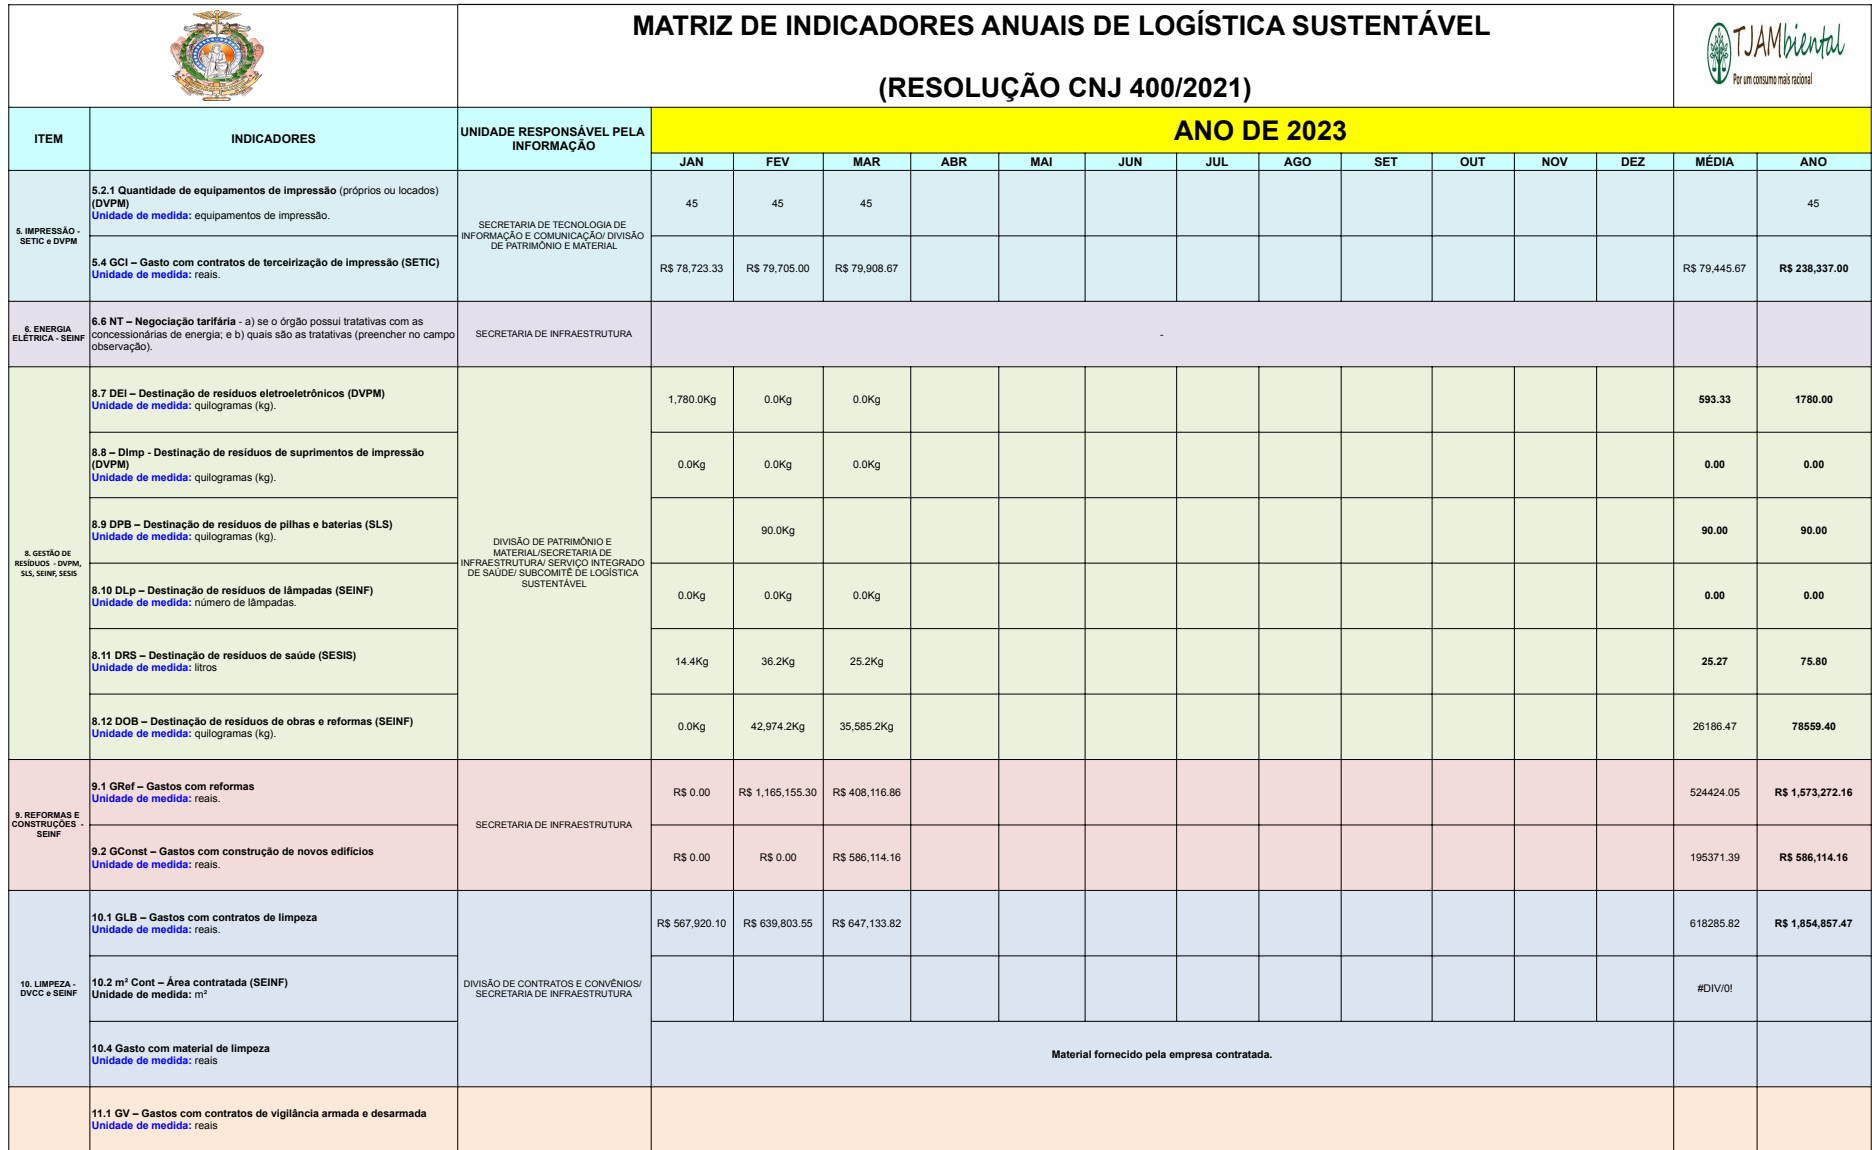 MATRIZ DE INDICADORES ANUAIS DE LOGÍSTICA SUSTENTÁVEL
(RESOLUÇÃO CNJ 400/2021)
TJAMbiental
Por um consumo mais racional
ITEM
INDICADORES
UNIDADE RESPONSÁVEL PELA
INFORMAÇÃO
ANO DE 2023
JAN FEV MAR ABR MAI JUN JUL AGO SET OUT NOV DEZ MÉDIA ANO
5. IMPRESSÃO -
SETIC e DVPM
5.2.1 Quantidade de equipamentos de impressão (próprios ou locados)
(DVPM)
Unidade de medida: equipamentos de impressão.
SECRETARIA DE TECNOLOGIA DE
INFORMAÇÃO E COMUNICAÇÃO/ DIVISÃO
DE PATRIMÔNIO E MATERIAL
45 45 45 45
5.4 GCI – Gasto com contratos de terceirização de impressão (SETIC)
Unidade de medida: reais.
R$ 78,723.33 R$ 79,705.00 R$ 79,908.67 R$ 79,445.67 R$ 238,337.00
6. ENERGIA
ELÉTRICA - SEINF
6.6 NT – Negociação tarifária - a) se o órgão possui tratativas com as
concessionárias de energia; e b) quais são as tratativas (preencher no campo
observação).
SECRETARIA DE INFRAESTRUTURA
-
8. GESTÃO DE
RESÍDUOS - DVPM,
SLS, SEINF, SESIS
8.7 DEI – Destinação de resíduos eletroeletrônicos (DVPM)
Unidade de medida: quilogramas (kg).
1,780.0Kg 0.0Kg 0.0Kg 593.33 1780.00
8.8 – DImp - Destinação de resíduos de suprimentos de impressão
(DVPM)
Unidade de medida: quilogramas (kg).
0.0Kg 0.0Kg 0.0Kg 0.00 0.00
8.9 DPB – Destinação de resíduos de pilhas e baterias (SLS)
Unidade de medida: quilogramas (kg).
90.0Kg 90.00 90.00
DIVISÃO DE PATRIMÔNIO E
MATERIAL/SECRETARIA DE
INFRAESTRUTURA/ SERVIÇO INTEGRADO
DE SAÚDE/ SUBCOMITÊ DE LOGÍSTICA
SUSTENTÁVEL
8.10 DLp – Destinação de resíduos de lâmpadas (SEINF)
Unidade de medida: número de lâmpadas.
0.0Kg 0.0Kg 0.0Kg 0.00 0.00
8.11 DRS – Destinação de resíduos de saúde (SESIS)
Unidade de medida: litros
14.4Kg 36.2Kg 25.2Kg 25.27 75.80
8.12 DOB – Destinação de resíduos de obras e reformas (SEINF)
Unidade de medida: quilogramas (kg).
0.0Kg 42,974.2Kg 35,585.2Kg 26186.47 78559.40
9. REFORMAS E
CONSTRUÇÕES -
SEINF
9.1 GRef – Gastos com reformas
Unidade de medida: reais.
SECRETARIA DE INFRAESTRUTURA
R$ 0.00 R$ 1,165,155.30 R$ 408,116.86 524424.05 R$ 1,573,272.16
9.2 GConst – Gastos com construção de novos edifícios
Unidade de medida: reais.
R$ 0.00 R$ 0.00 R$ 586,114.16 195371.39 R$ 586,114.16
10. LIMPEZA -
DVCC e SEINF
10.1 GLB – Gastos com contratos de limpeza
Unidade de medida: reais.
R$ 567,920.10 R$ 639,803.55 R$ 647,133.82 618285.82 R$ 1,854,857.47
10.2 m² Cont – Área contratada (SEINF)
Unidade de medida: m²
DIVISÃO DE CONTRATOS E CONVÊNIOS/
SECRETARIA DE INFRAESTRUTURA
#DIV/0!
10.4 Gasto com material de limpeza
Unidade de medida: reais
Material fornecido pela empresa contratada.
11.1 GV – Gastos com contratos de vigilância armada e desarmada
Unidade de medida: reais